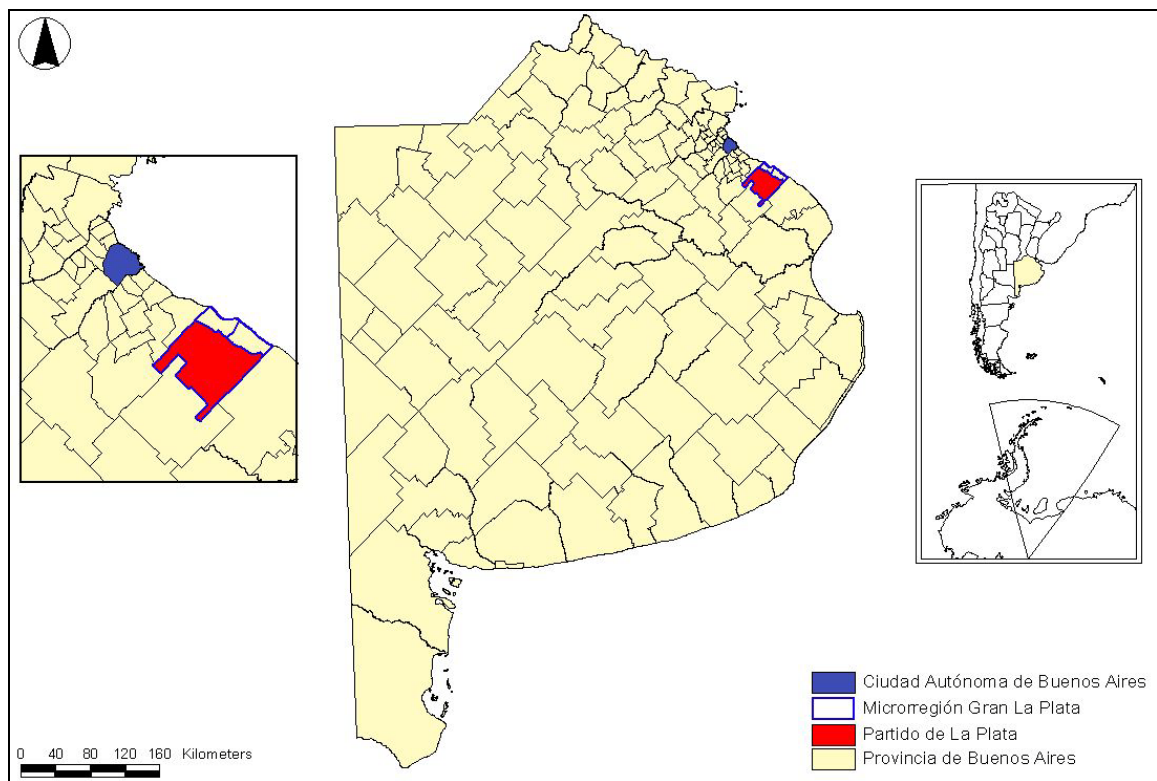 Ciudad Autónoma de Buenos Aires
Microrregión Gran La Plata
Partido de La Plata
Provincia de Buenos Aires
0 40 80 120 160 Kilometers